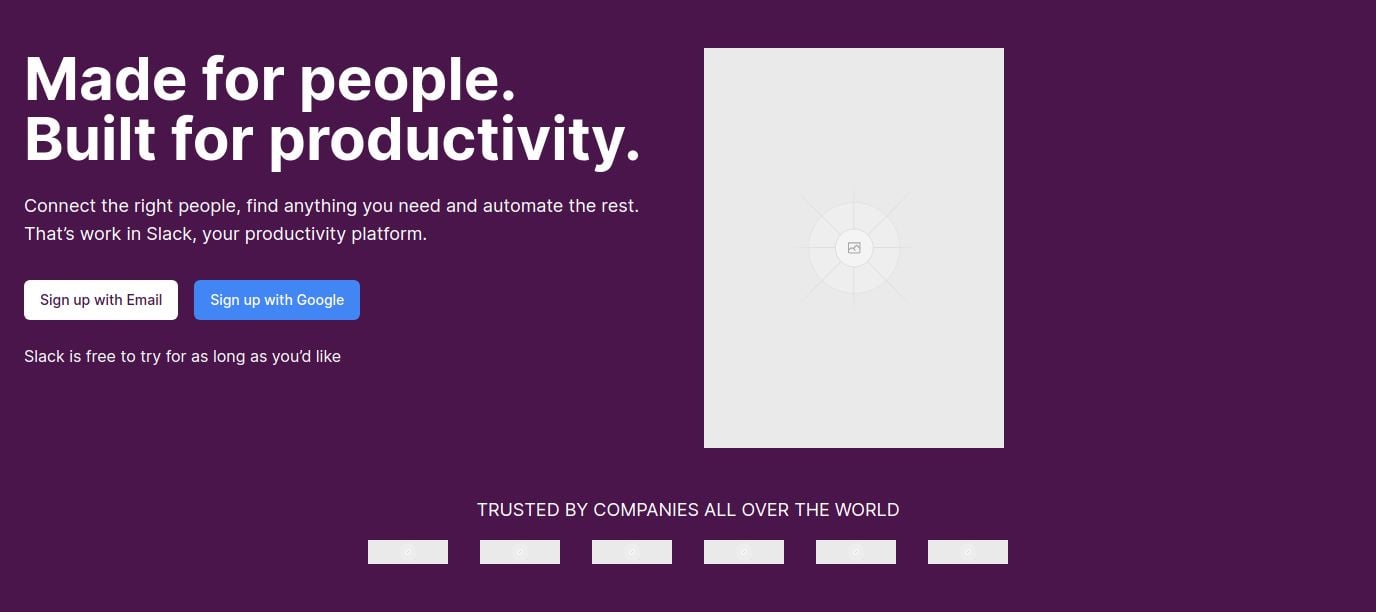 Made for people.
Built for productivity.
Connect the right people, find anything you need and automate the rest.
That’s work in Slack, your productivity platform.
Sign up with Email
Sign up with Google
Slack is free to try for as long as you’d like
TRUSTED BY COMPANIES ALL OVER THE WORLD